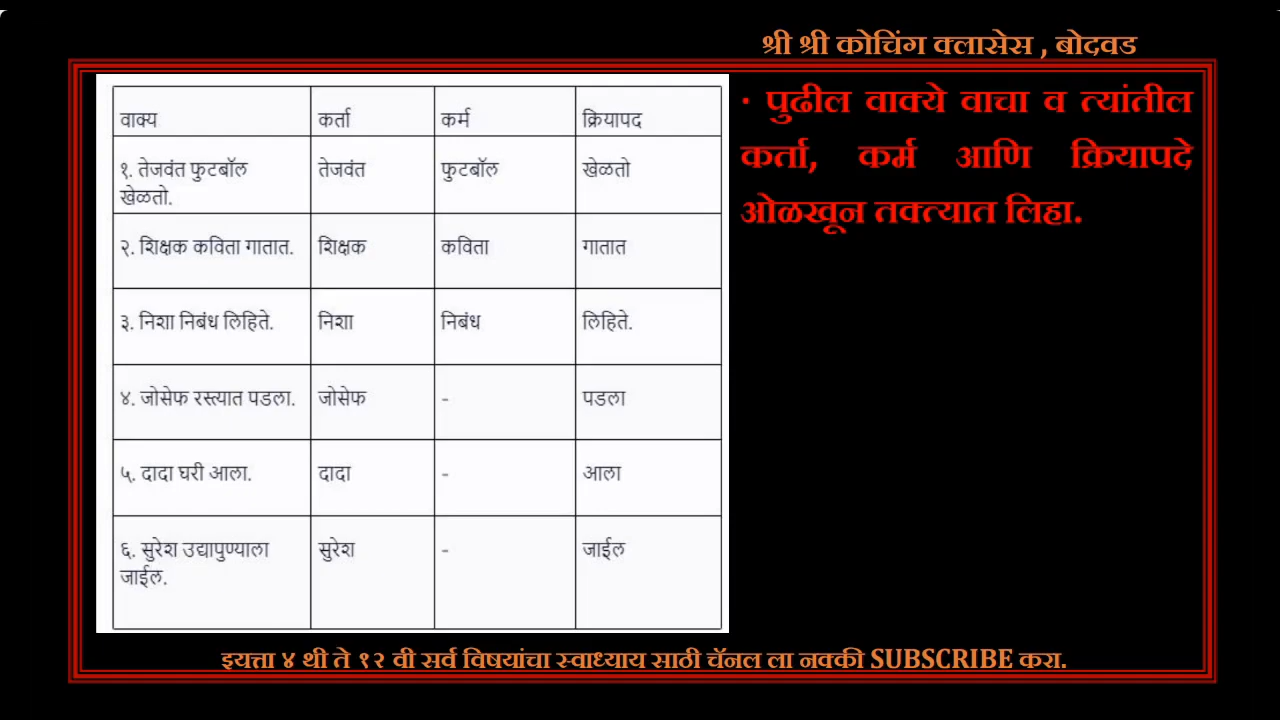 श्री श्री कोचिंग क्लासेस , बोदवड
· पुढील वाक्ये वाचा व त्यांतील
कर्ता, कर्म आणि क्रियापदे
ओळखून तक्त्यात लिहा.
वाक्य कर्ता कर्म क्रियापद
१. तेजवंत फुटबॉल तेजवंत फुटबॉल खेळतो
खेळतो.
२. शिक्षक कविता गातात. शिक्षक कविता गातात
३. निशा निबंध लिहिते. निशा निबंध लिहिते.
४. जोसेफ रस्त्यात पडला. जोसेफ - पडला
५. दादा घरी आला. दादा - आला
६. सुरेश उद्यापुण्याला सुरेश - जाईल
जाईल.
इयत्ता ४ थी ते १२ वी सर्व विषयांचा स्वाध्याय साठी चॅनल ला नक्की SUBSCRIBE करा.